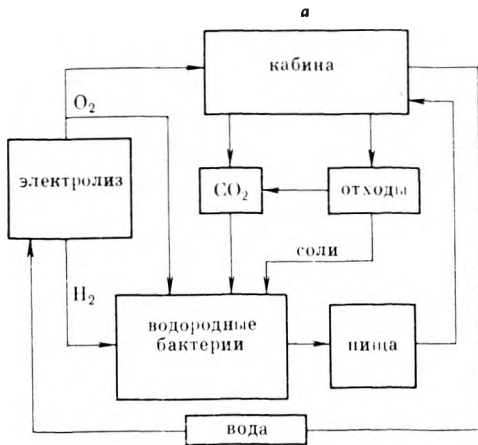 а
кабина
O₂
электролиз
CO₂
отходы
соли
H₂
водородные
бактерии
пища
вода